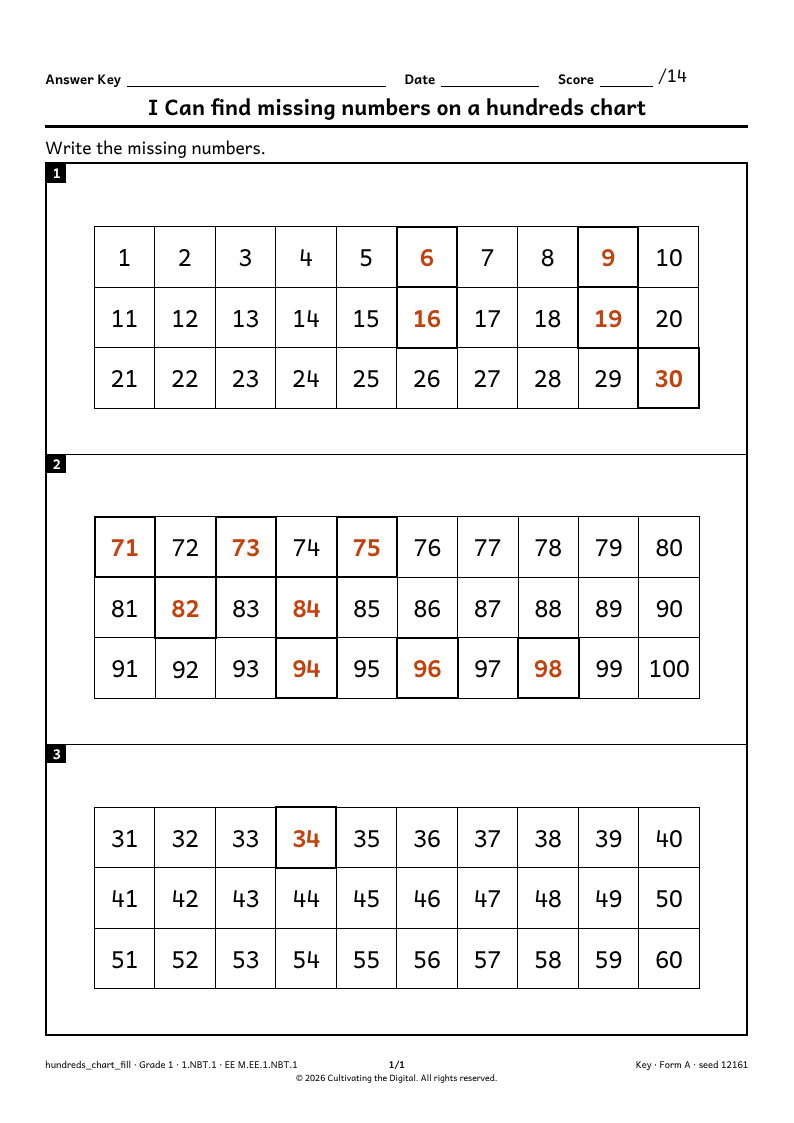 Answer Key Date Score /14
I Can find missing numbers on a hundreds chart
Write the missing numbers.
1
1 2 3 4 5 6 7 8 9 10
11 12 13 14 15 16 17 18 19 20
21 22 23 24 25 26 27 28 29 30
2
71 72 73 74 75 76 77 78 79 80
81 82 83 84 85 86 87 88 89 90
91 92 93 94 95 96 97 98 99 100
3
31 32 33 34 35 36 37 38 39 40
41 42 43 44 45 46 47 48 49 50
51 52 53 54 55 56 57 58 59 60
hundreds_chart_fill · Grade 1 · 1.NBT.1 · EE M.EE.1.NBT.1 1/1 Key · Form A · seed 12161
© 2026 Cultivating the Digital. All rights reserved.